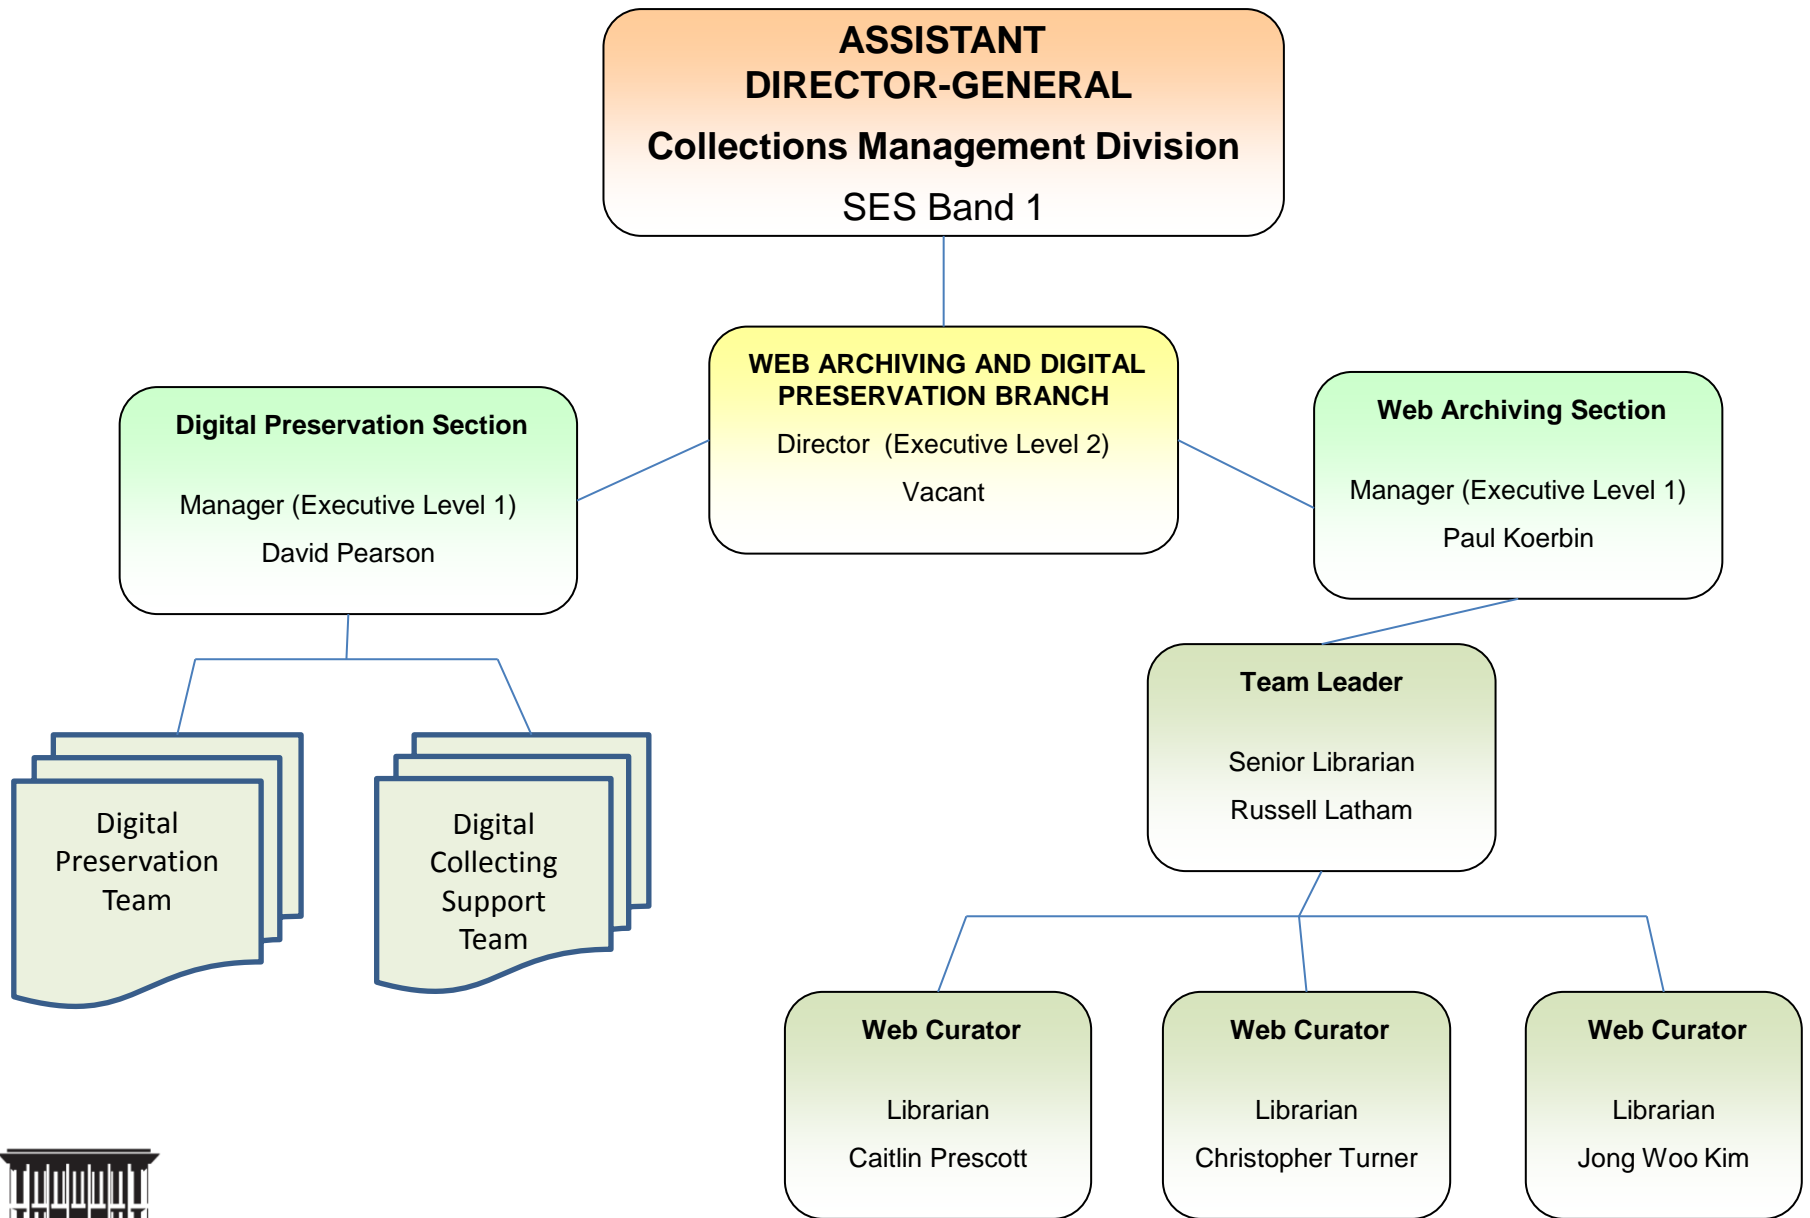 ASSISTANT
DIRECTOR-GENERAL
Collections Management Division
SES Band 1
WEB ARCHIVING AND DIGITAL
PRESERVATION BRANCH
Director (Executive Level 2)
Vacant
Digital Preservation Section
Manager (Executive Level 1)
David Pearson
Web Archiving Section
Manager (Executive Level 1)
Paul Koerbin
Team Leader
Senior Librarian
Russell Latham
Digital
Preservation
Team
Digital
Collecting
Support
Team
Web Curator
Librarian
Caitlin Prescott
Web Curator
Librarian
Christopher Turner
Web Curator
Librarian
Jong Woo Kim